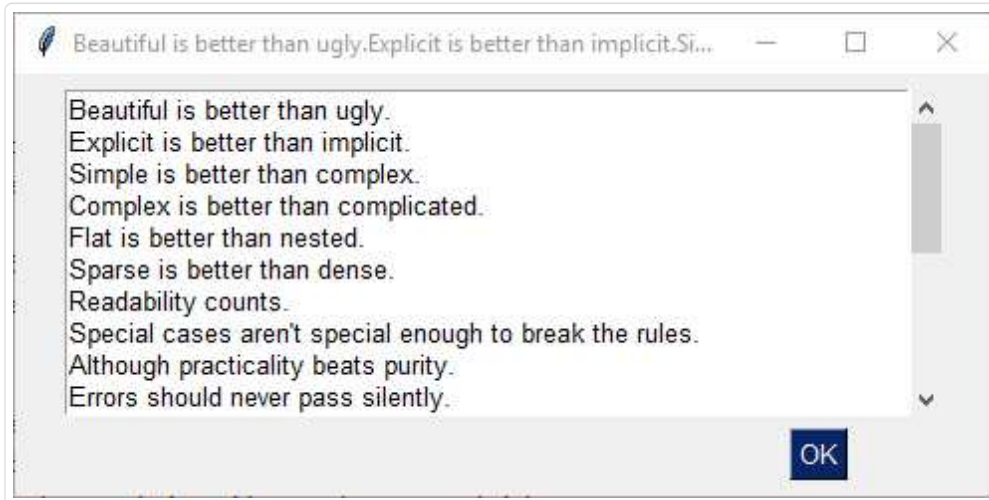 Beautiful is better than ugly.Explicit is better than implicit.Si...
Beautiful is better than ugly.
Explicit is better than implicit.
Simple is better than complex.
Complex is better than complicated.
Flat is better than nested.
Sparse is better than dense.
Readability counts.
Special cases aren't special enough to break the rules.
Although practicality beats purity.
Errors should never pass silently.
OK